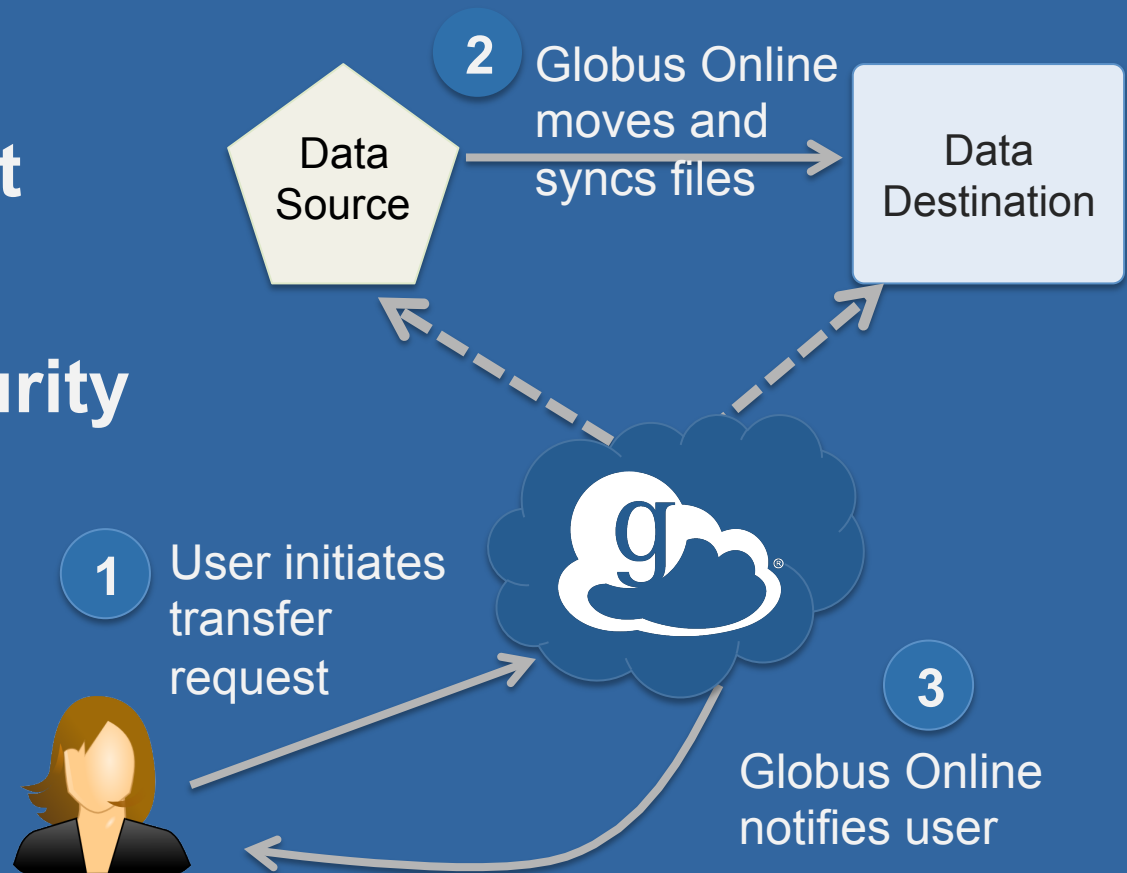 2
Globus Online
moves and
syncs files
Data
Source
Data
Destination
t
urity
1
User initiates
transfer
request
g
®
3
Globus Online
notifies user